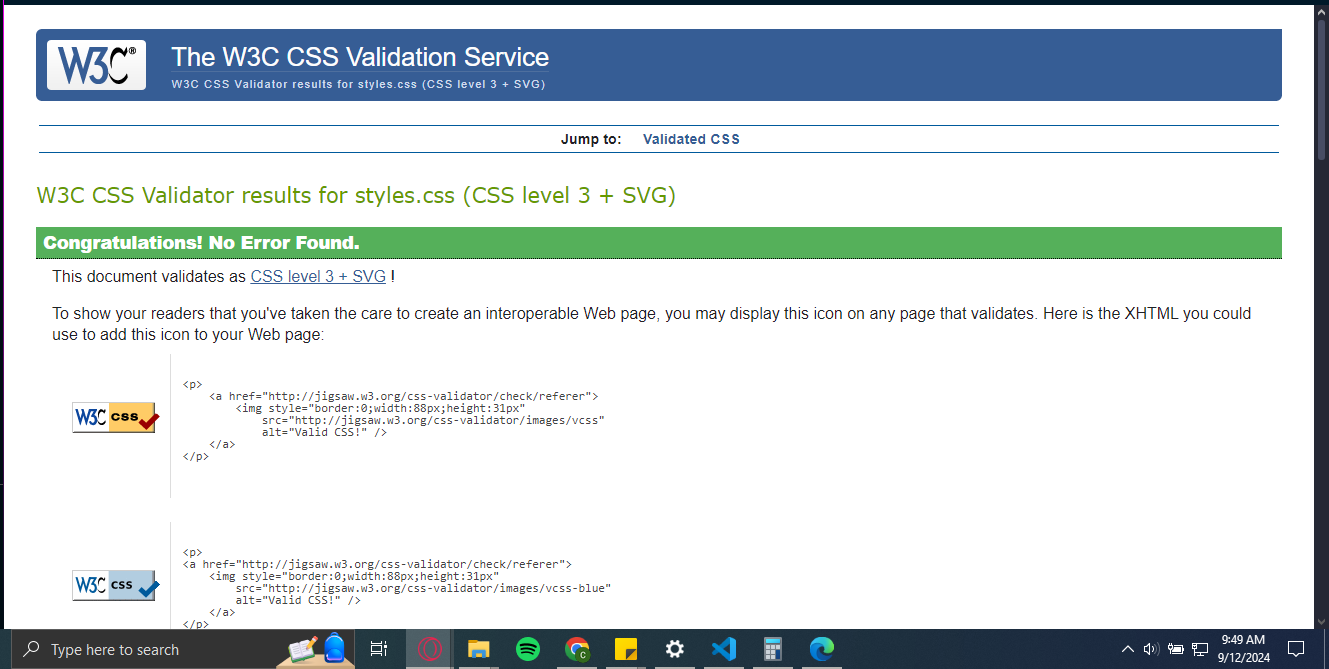 W3C®
The W3C CSS Validation Service
W3C CSS Validator results for styles.css (CSS level 3 + SVG)
Jump to: Validated CSS
W3C CSS Validator results for styles.css (CSS level 3 + SVG)
Congratulations! No Error Found.
This document validates as CSS level 3 + SVG !
To show your readers that you've taken the care to create an interoperable Web page, you may display this icon on any page that validates. Here is the XHTML you could
use to add this icon to your Web page:
<p>
<a href="http://jigsaw.w3.org/css-validator/check/referer">
<img style="border:0;width:88px;height:31px"
W3C css
src="http://jigsaw.w3.org/css-validator/images/vcss"
alt="Valid CSS!" />
</a>
</p>
<p>
<a href="http://jigsaw.w3.org/css-validator/check/referer">
<img style="border:0;width:88px;height:31px"
W3C css
src="http://jigsaw.w3.org/css-validator/images/vcss-blue"
alt="Valid CSS!" />
</a>
</p>
Type here to search
C
9:49 AM
9/12/2024